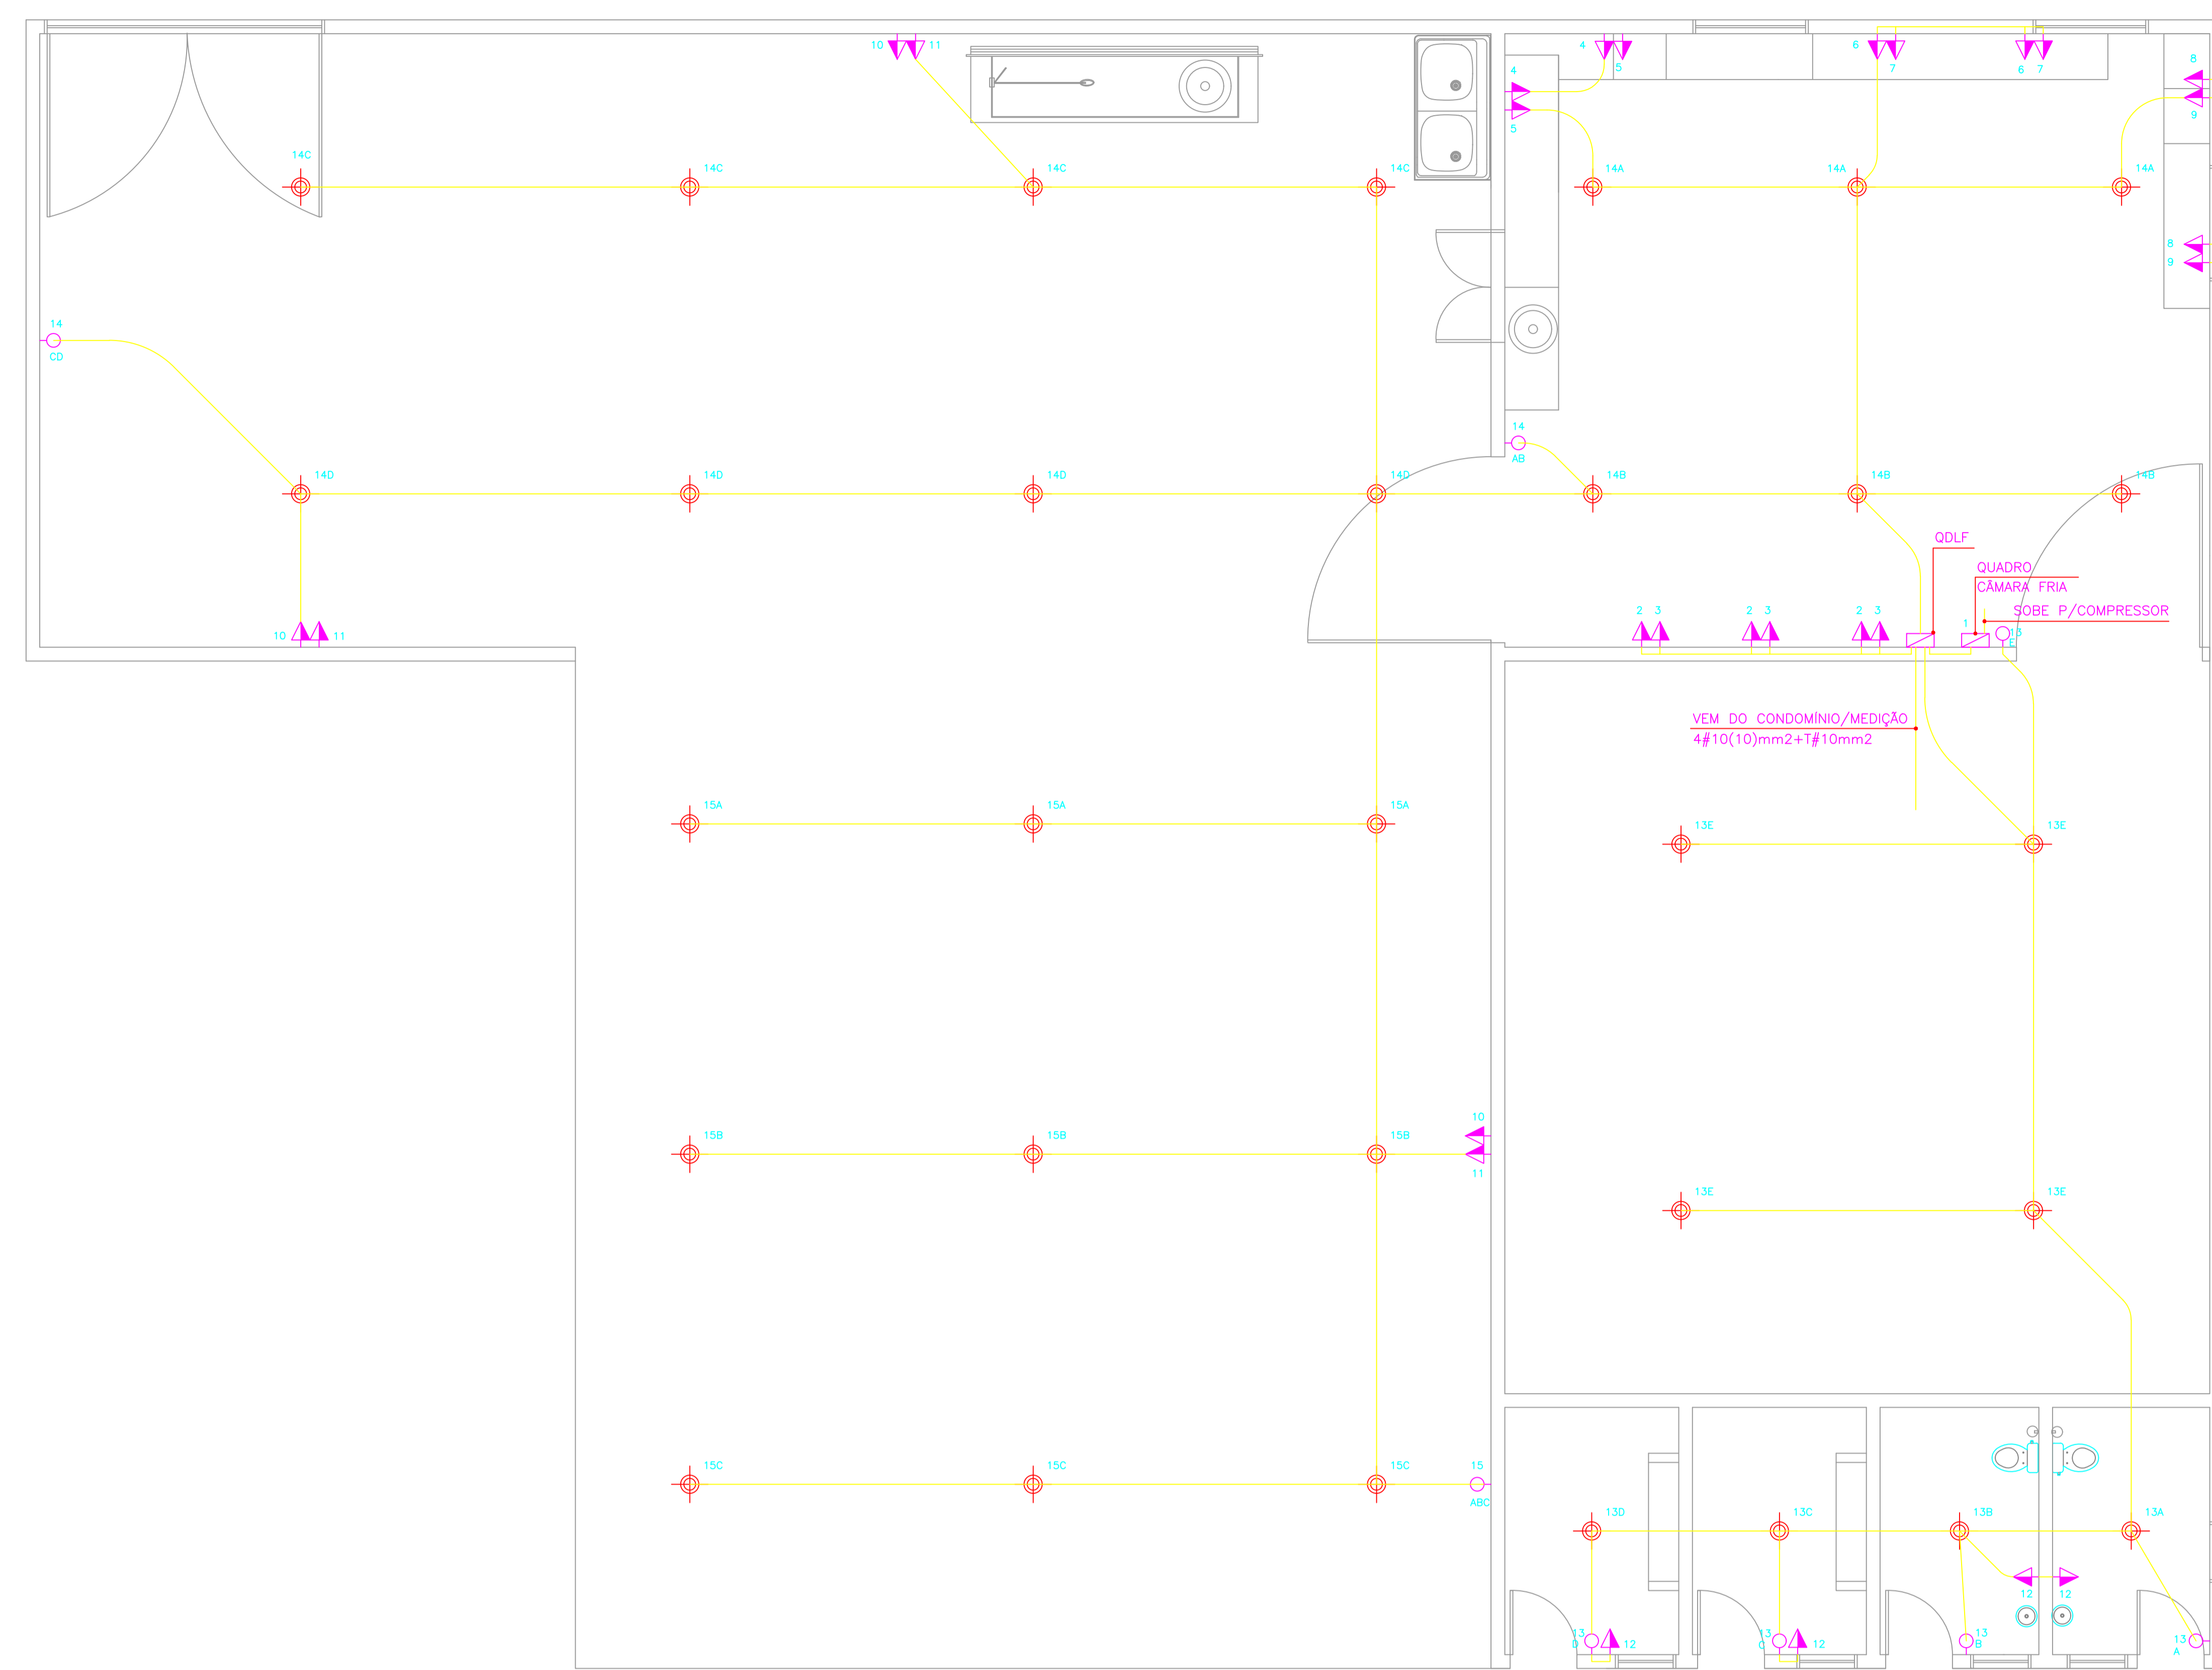 10
11
4
5
6
7
6
7
8
9
4
5
14C
14C
14C
14C
14A
14A
14A
8
9
14
CD
14
AB
14D
14D
14D
14D
14B
14B
14B
QDLF
QUADRO
CÂMARA FRIA
SOBE P/COMPRESSOR
2 3
2 3
2 3
1
13
E
10
11
VEM DO CONDOMÍNIO/MEDIÇÃO
4#10(10)mm2+T#10mm2
15A
15A
15A
13E
13E
10
15B
15B
15B
11
13E
13E
15C
15C
15C
15
ABC
13D
13C
13B
13A
12
12
13
D
12
13
C
12
13
B
13
A